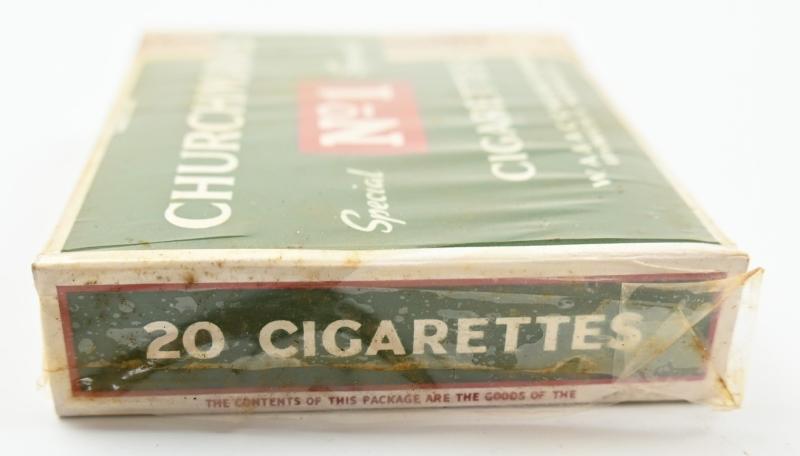 CHURCHMAN'S
Special
Nº1
CIGARETTES
20 CIGARETTES
THE CONTENTS OF THIS PACKAGE ARE THE GOODS OF THE